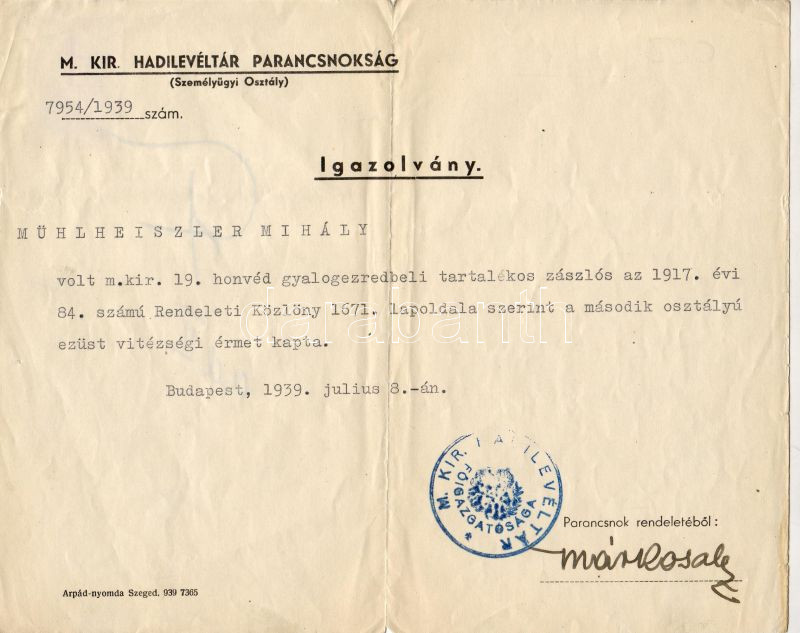 M. KIR. HADILEVÉLTÁR PARANCSNOKSÁG
(Személyügyi Osztály)
7954/1939 szám.
Igazolvány.
MÜHLHEISZLER MIHÁLY
volt m.kir. 19. honvéd gyalogezredbeli tartalékos zászlós az 1917. évi
84. számú Rendeleti Közlöny 1671. lapoldala szerint a második osztályú
ezüst vitézségi érmet kapta.
Budapest, 1939. julius 8.-án.
darabanth
M. KIR. HADILEVÉLTÁR
FŐIGAZGATÓSÁGA
Parancsnok rendeletéből:
Arpád-nyomda Szeged. 939 7365